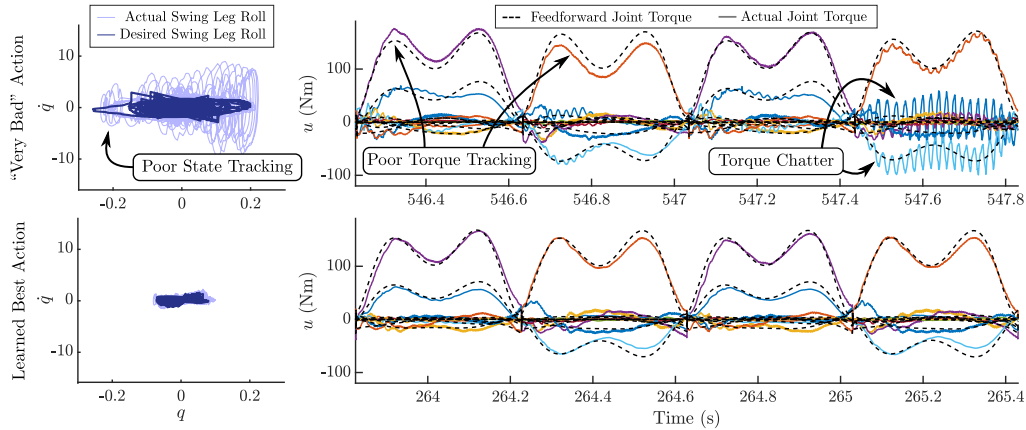 Actual Swing Leg Roll
Desired Swing Leg Roll
Feedforward Joint Torque
Actual Joint Torque
"Very Bad" Action
q̇
10
0
-10
-0.2
0
0.2
Poor State Tracking
u (Nm)
100
0
-100
Poor Torque Tracking
Torque Chatter
546.4
546.6
546.8
547
547.2
547.4
547.6
547.8
Learned Best Action
q̇
10
0
-10
-0.2
0
0.2
q
u (Nm)
100
0
-100
264
264.2
264.4
264.6
264.8
265
265.2
265.4
Time (s)